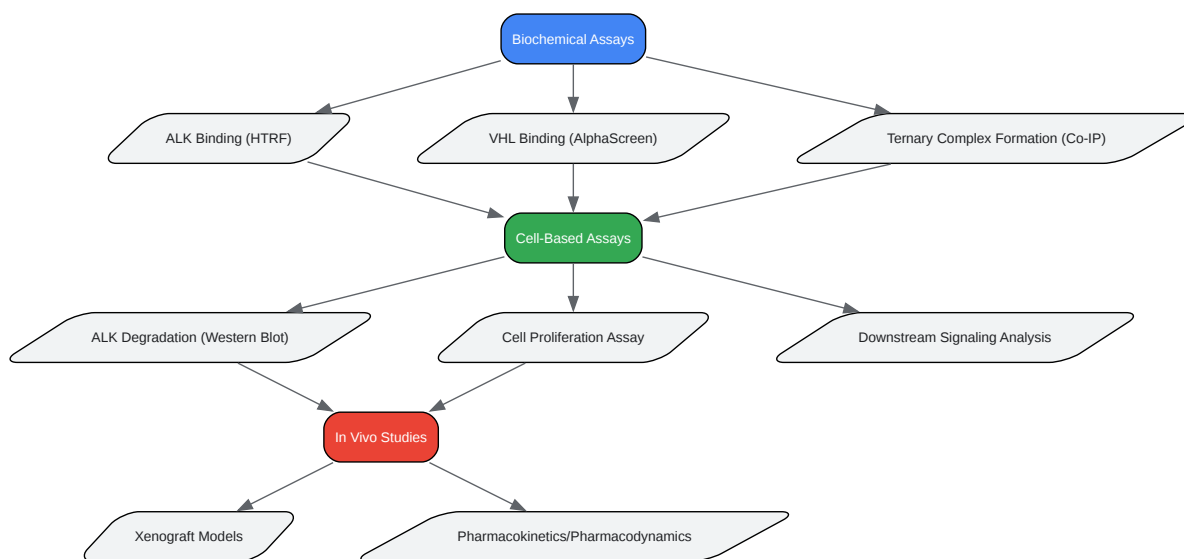 Biochemical Assays
ALK Binding (HTRF)
VHL Binding (AlphaScreen)
Ternary Complex Formation (Co-IP)
Cell-Based Assays
ALK Degradation (Western Blot)
Cell Proliferation Assay
Downstream Signaling Analysis
In Vivo Studies
Xenograft Models
Pharmacokinetics/Pharmacodynamics